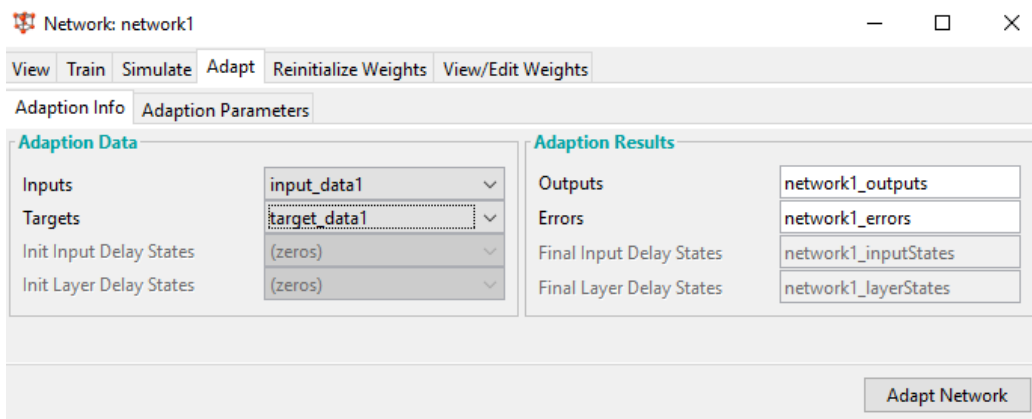 Network: network1
View Train Simulate Adapt Reinitialize Weights View/Edit Weights
Adaption Info Adaption Parameters
Adaption Data
Inputs input_data1
Targets target_data1
Init Input Delay States (zeros)
Init Layer Delay States (zeros)
Adaption Results
Outputs network1_outputs
Errors network1_errors
Final Input Delay States network1_inputStates
Final Layer Delay States network1_layerStates
Adapt Network